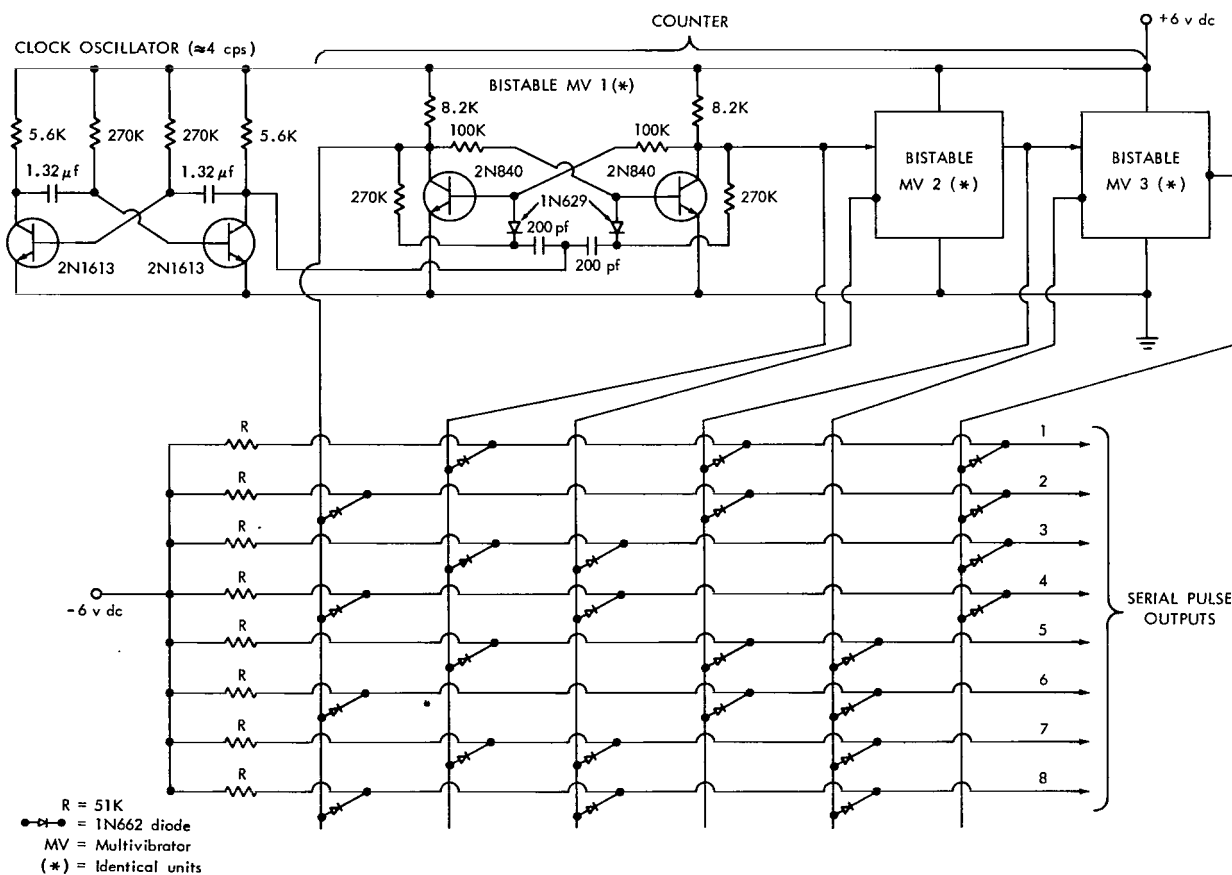 COUNTER
+6 v dc
CLOCK OSCILLATOR (≈4 cps)
BISTABLE MV 1 (*)
5.6K
270K
270K
5.6K
8.2K
8.2K
100K
100K
1.32 μf
1.32 μf
2N840
2N840
270K
270K
1N629
200 pf
200 pf
2N1613
2N1613
BISTABLE
MV 2 (*)
BISTABLE
MV 3 (*)
R
1
R
2
R
3
R
4
R
5
R
6
R
7
R
8
-6 v dc
SERIAL PULSE
OUTPUTS
R = 51K
= 1N662 diode
MV = Multivibrator
(*) = Identical units